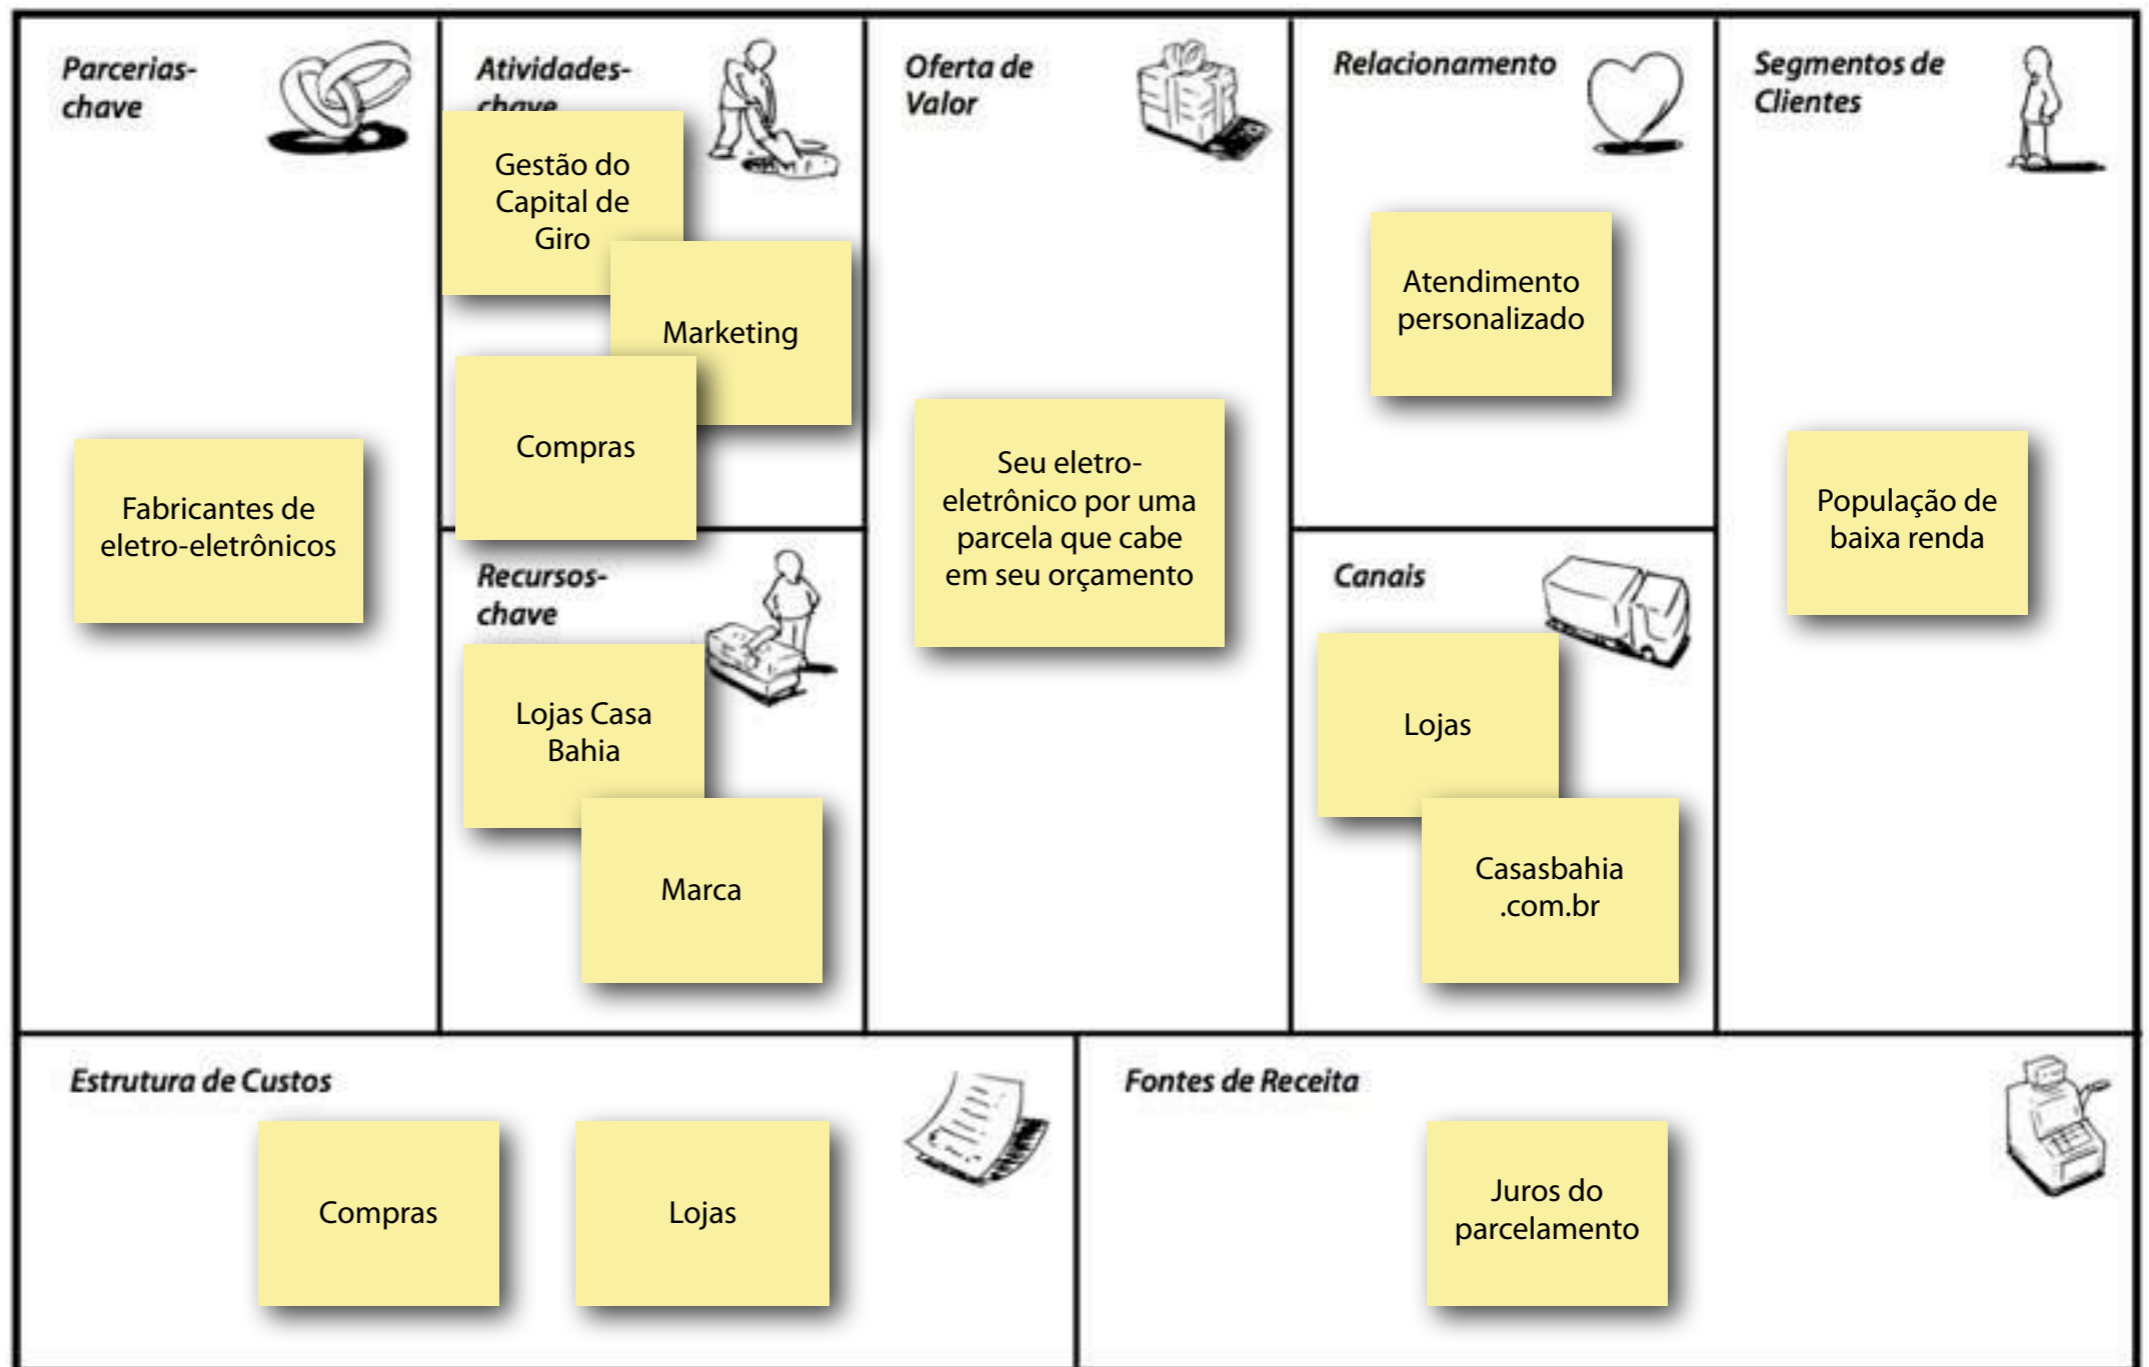 Parcerias-
chave
Fabricantes de
eletro-eletrônicos
Atividades-
chave
Gestão do
Capital de
Giro
Marketing
Compras
Recursos-
chave
Lojas Casa
Bahia
Marca
Oferta de
Valor
Seu eletro-
eletrônico por uma
parcela que cabe
em seu orçamento
Relacionamento
Atendimento
personalizado
Canais
Lojas
Casasbahia
.com.br
Segmentos de
Clientes
População de
baixa renda
Estrutura de Custos
Compras
Lojas
Fontes de Receita
Juros do
parcelamento